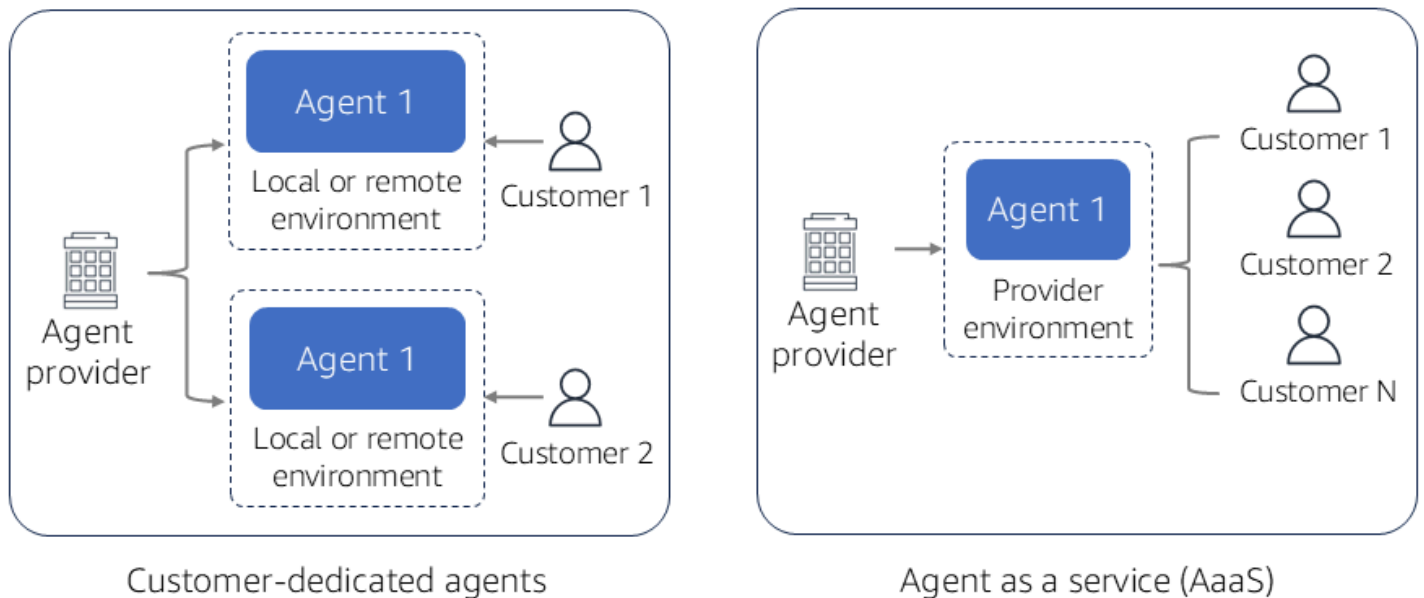 Agent 1
Local or remote
environment
Customer 1
Agent
provider
Agent 1
Local or remote
environment
Customer 2
Customer-dedicated agents
Agent 1
Provider
environment
Agent
provider
Customer 1
Customer 2
Customer N
Agent as a service (AaaS)